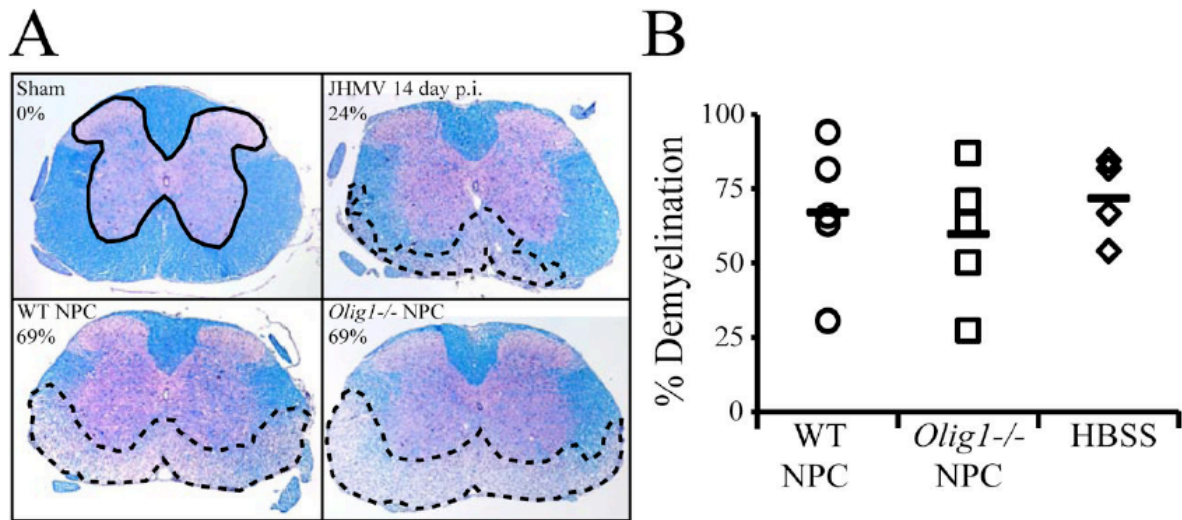 A
Sham
0%
JHMV 14 day p.i.
24%
WT NPC
69%
Olig1-/- NPC
69%
B
% Demyelination
100
75
50
25
0
WT
NPC
Olig1-/-
NPC
HBSS